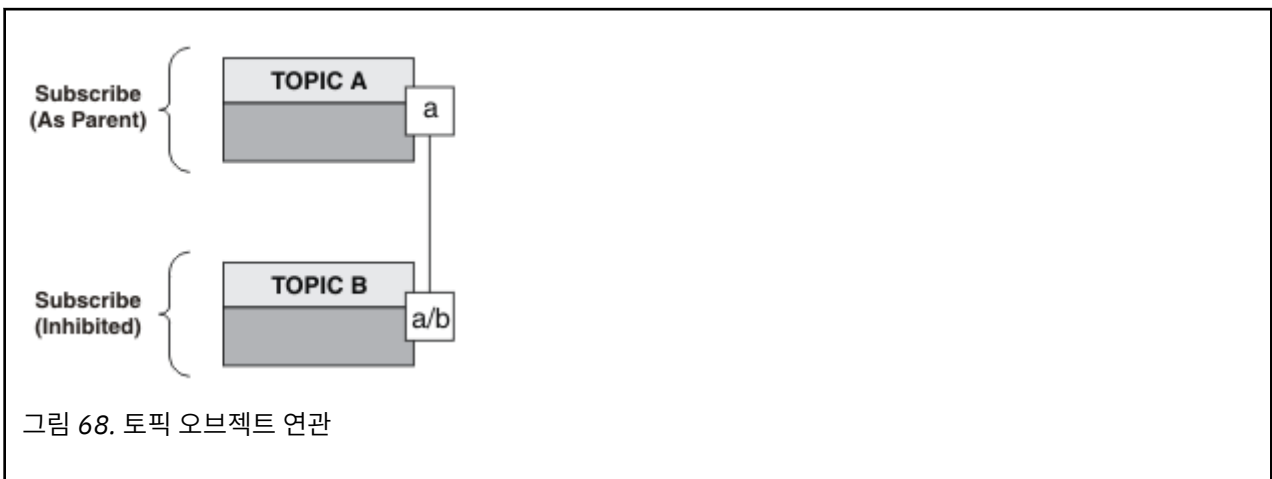 Subscribe
(As Parent)
TOPIC A
a
Subscribe
(Inhibited)
TOPIC B
a/b
그림 68. 토픽 오브젝트 연관